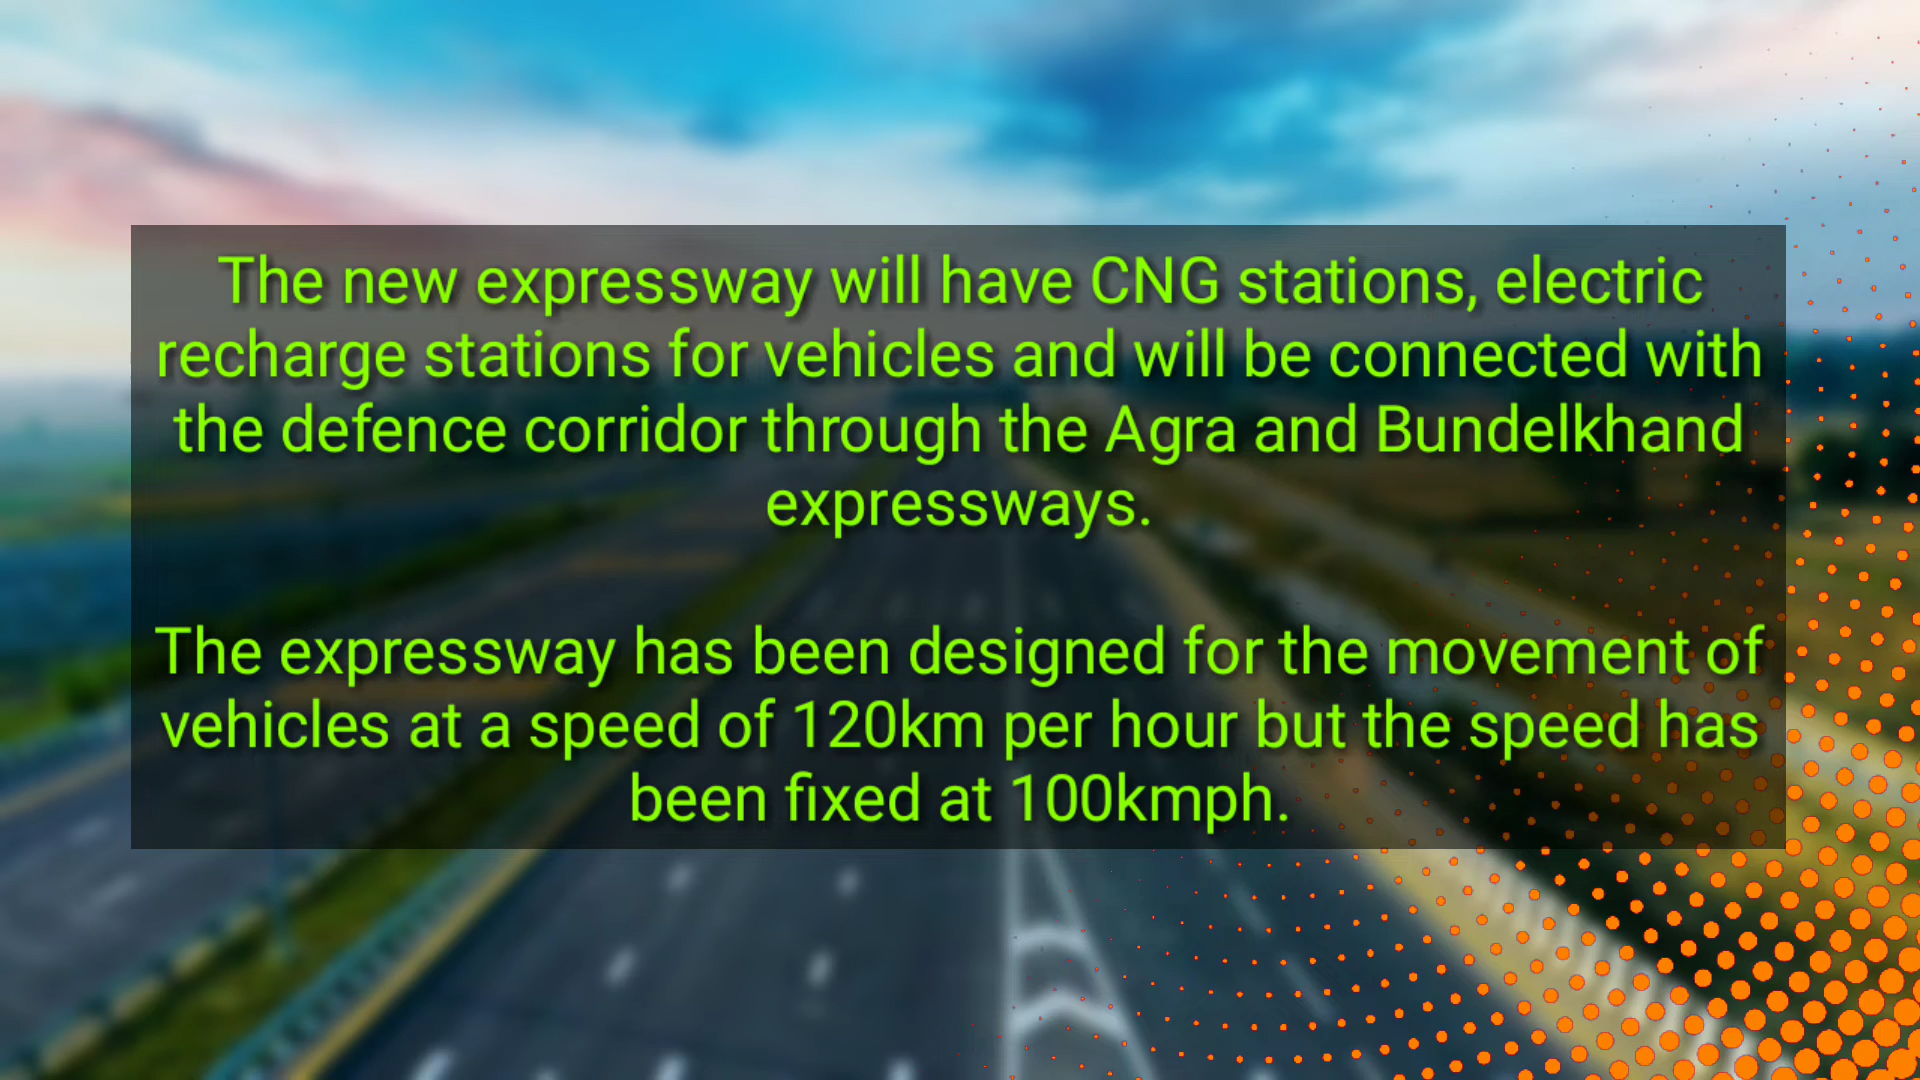 The new expressway will have CNG stations, electric
recharge stations for vehicles and will be connected with
the defence corridor through the Agra and Bundelkhand
expressways.
The expressway has been designed for the movement of
vehicles at a speed of 120km per hour but the speed has
been fixed at 100kmph.